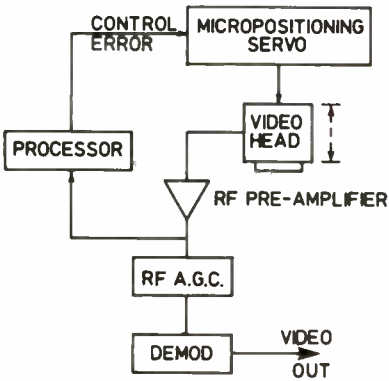 CONTROL
ERROR
MICROPOSITIONING
SERVO
VIDEO
HEAD
PROCESSOR
RF PRE-AMPLIFIER
RF A.G.C.
DEMOD
VIDEO
OUT